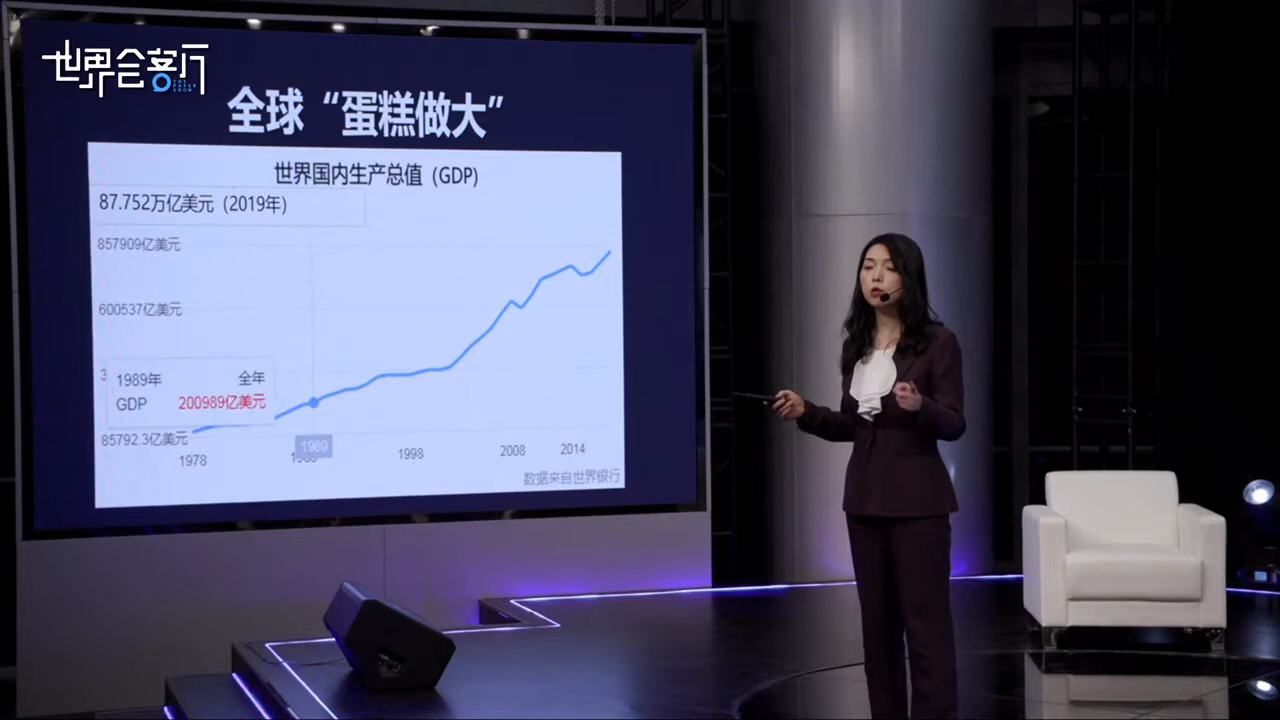 世界会客厅
THE PAPER SHOW
全球“蛋糕做大”
世界国内生产总值（GDP）
87.752万亿美元（2019年）
857909亿美元
600537亿美元
3
1989年 全年
GDP 200989亿美元
85792.3亿美元
1989
1978 1998 2008 2014
数据来自世界银行